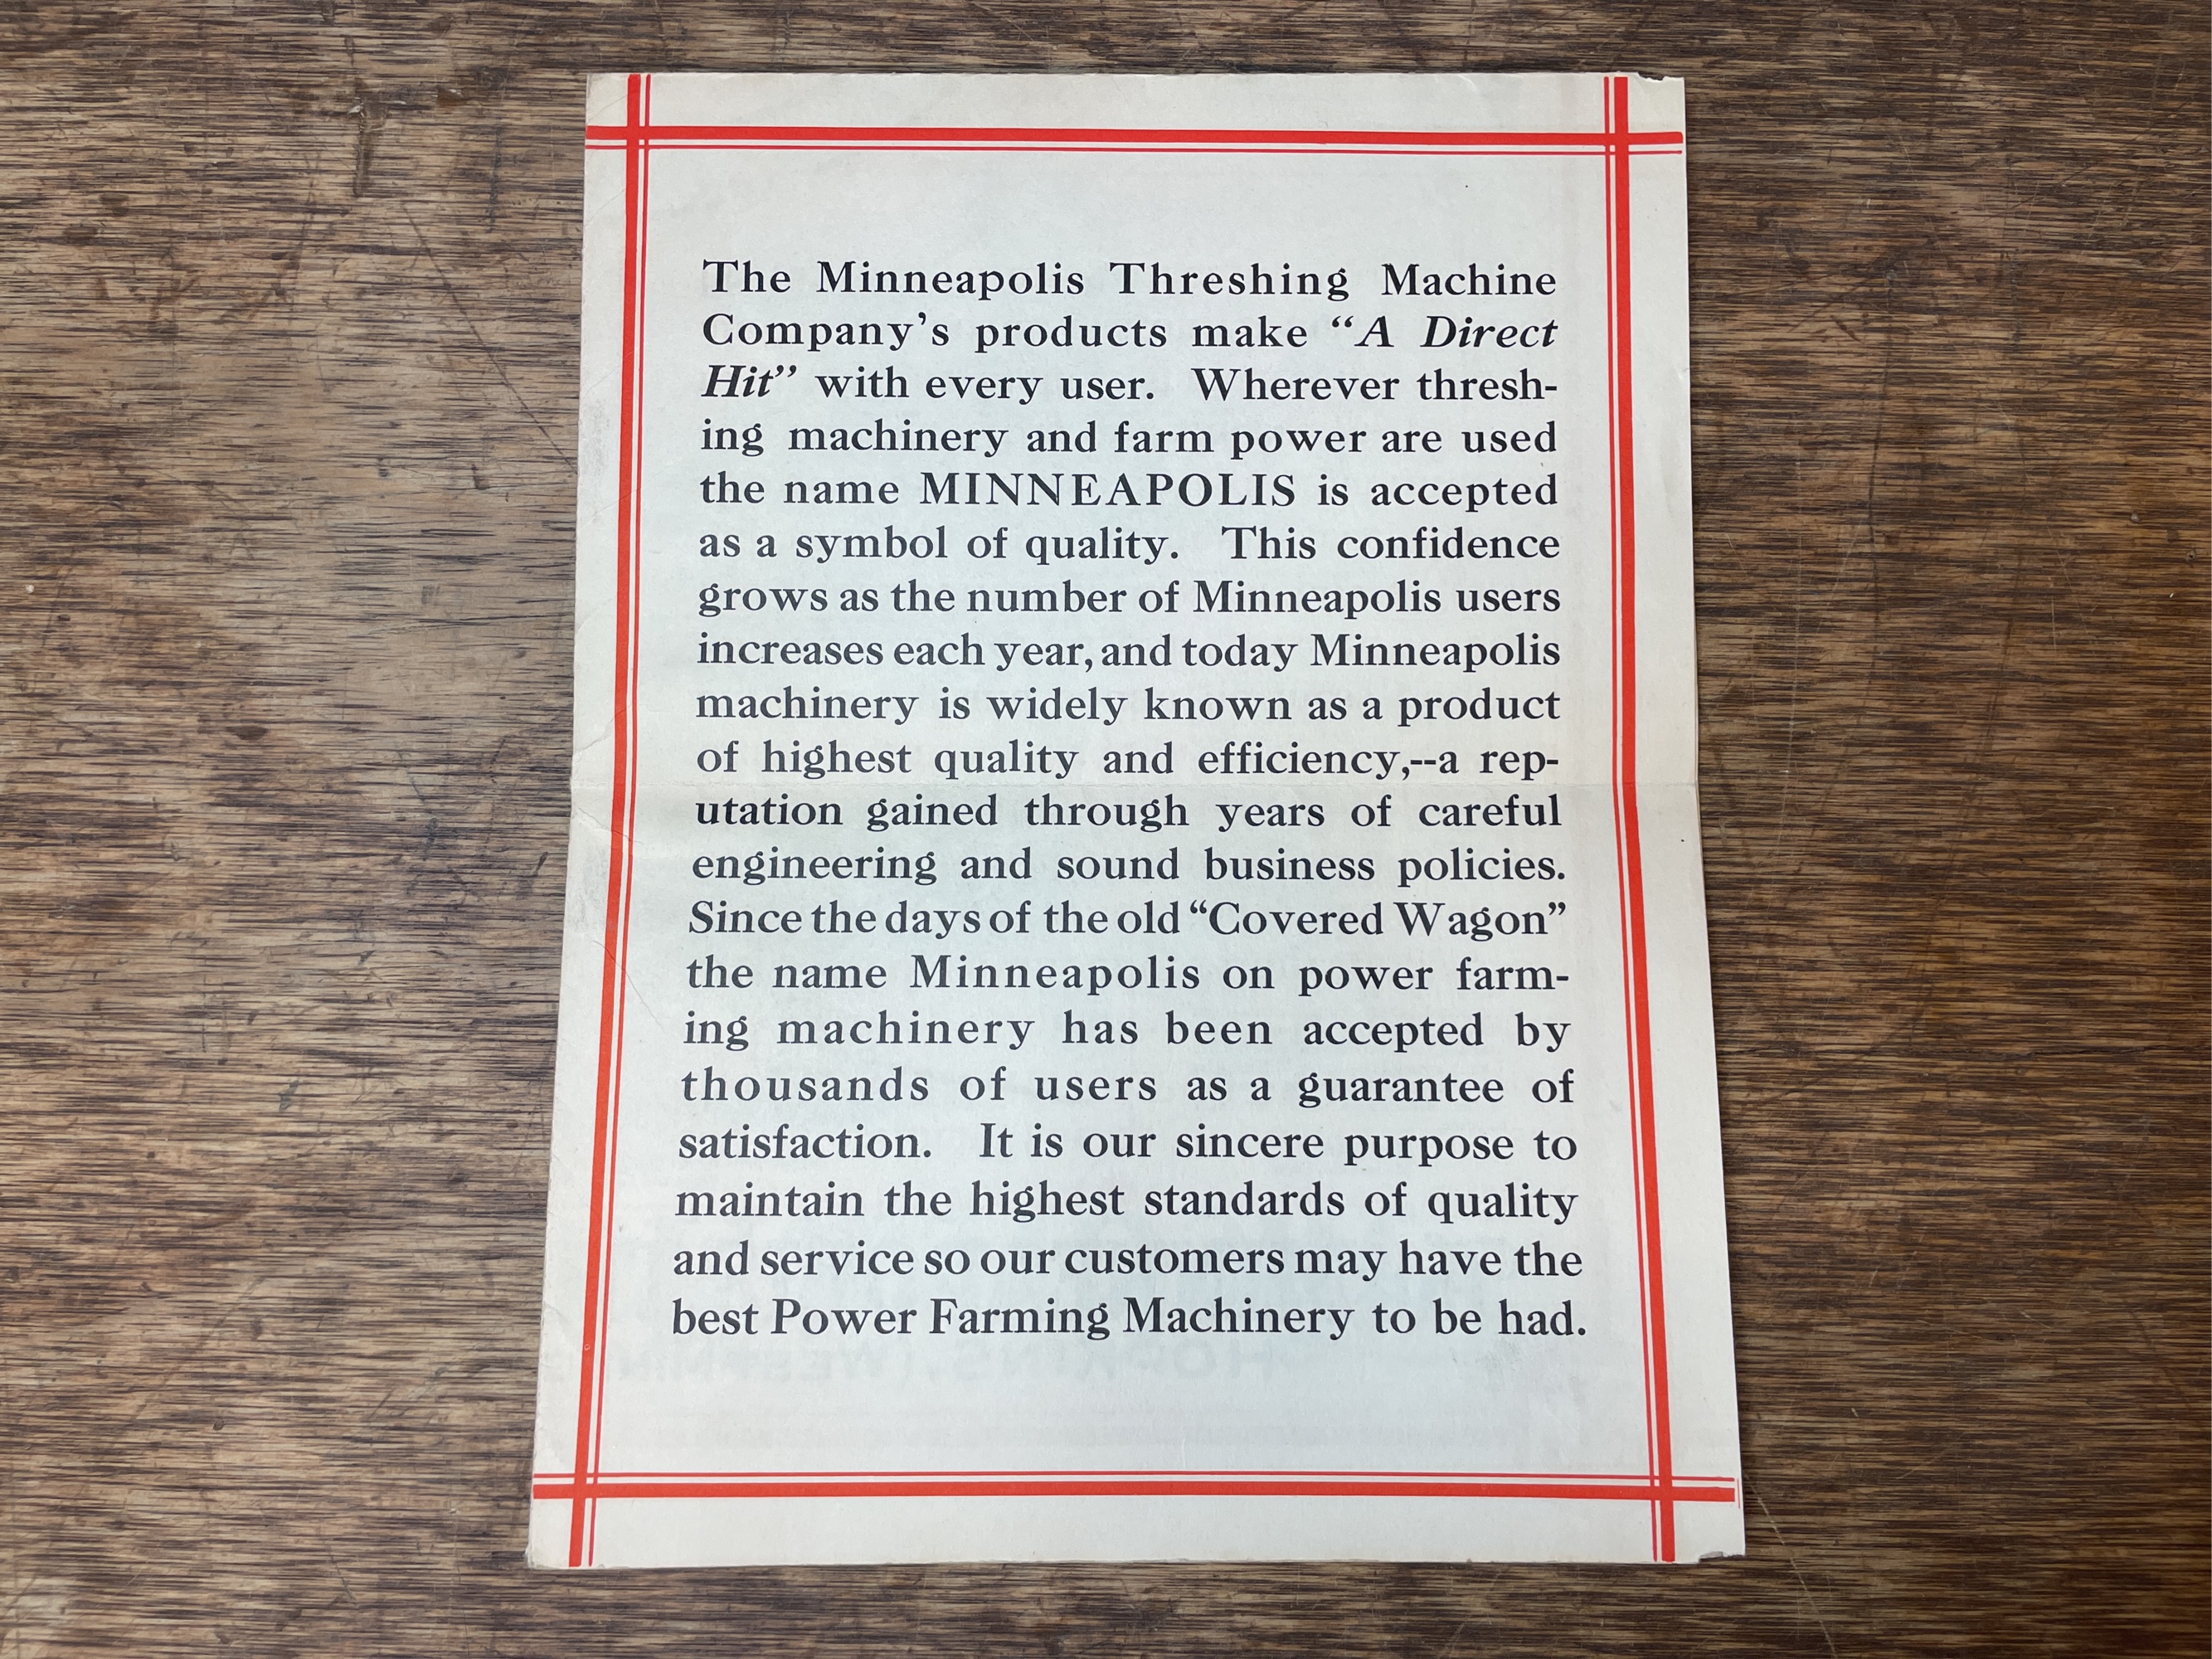 The Minneapolis Threshing Machine
Company’s products make “A Direct
Hit” with every user. Wherever thresh-
ing machinery and farm power are used
the name MINNEAPOLIS is accepted
as a symbol of quality. This confidence
grows as the number of Minneapolis users
increases each year, and today Minneapolis
machinery is widely known as a product
of highest quality and efficiency,--a rep-
utation gained through years of careful
engineering and sound business policies.
Since the days of the old “Covered Wagon”
the name Minneapolis on power farm-
ing machinery has been accepted by
thousands of users as a guarantee of
satisfaction. It is our sincere purpose to
maintain the highest standards of quality
and service so our customers may have the
best Power Farming Machinery to be had.